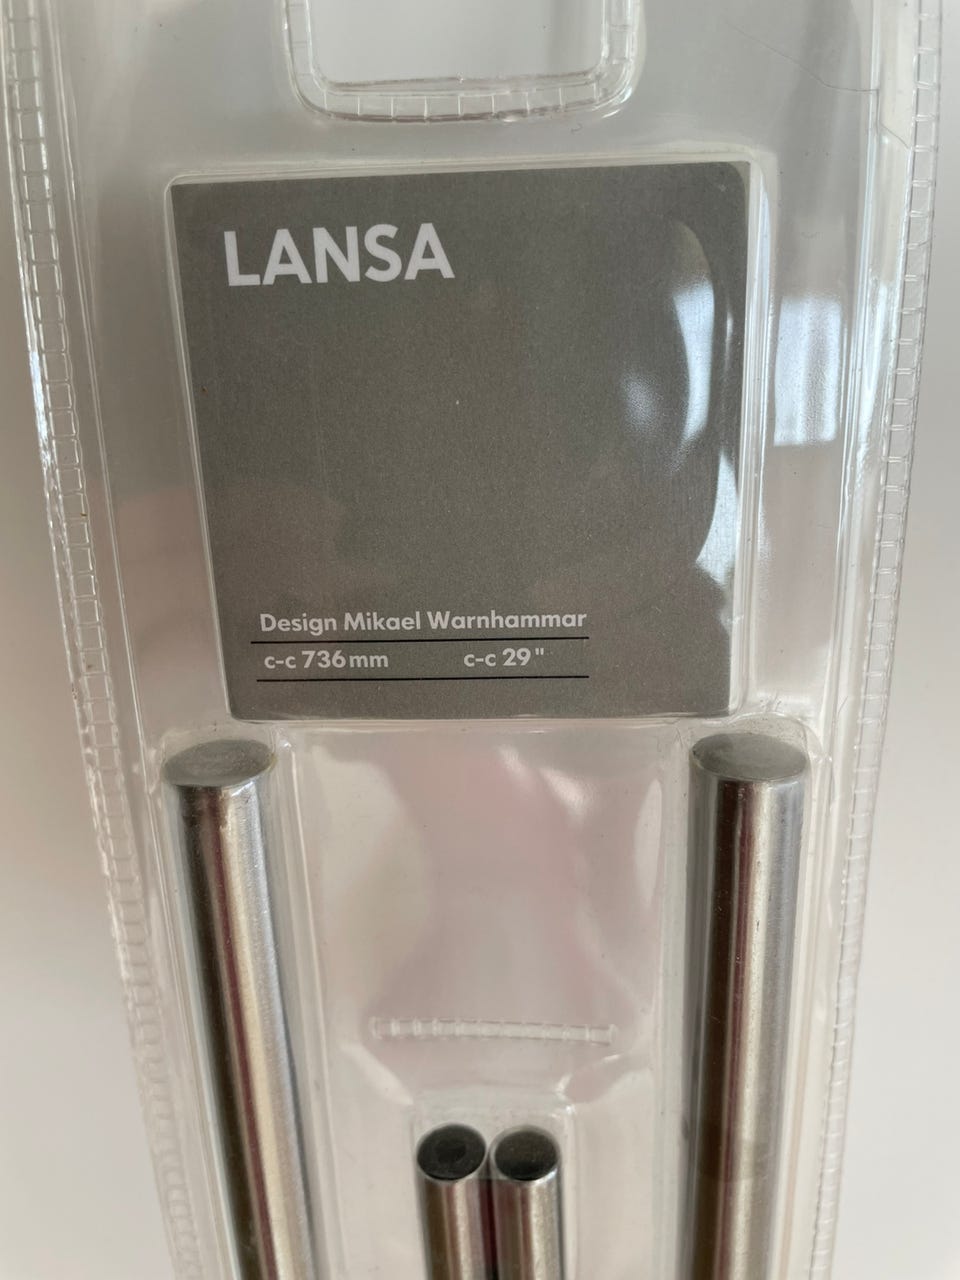 LANSA
Design Mikael Warnhammar
c-c 736mm c-c 29"